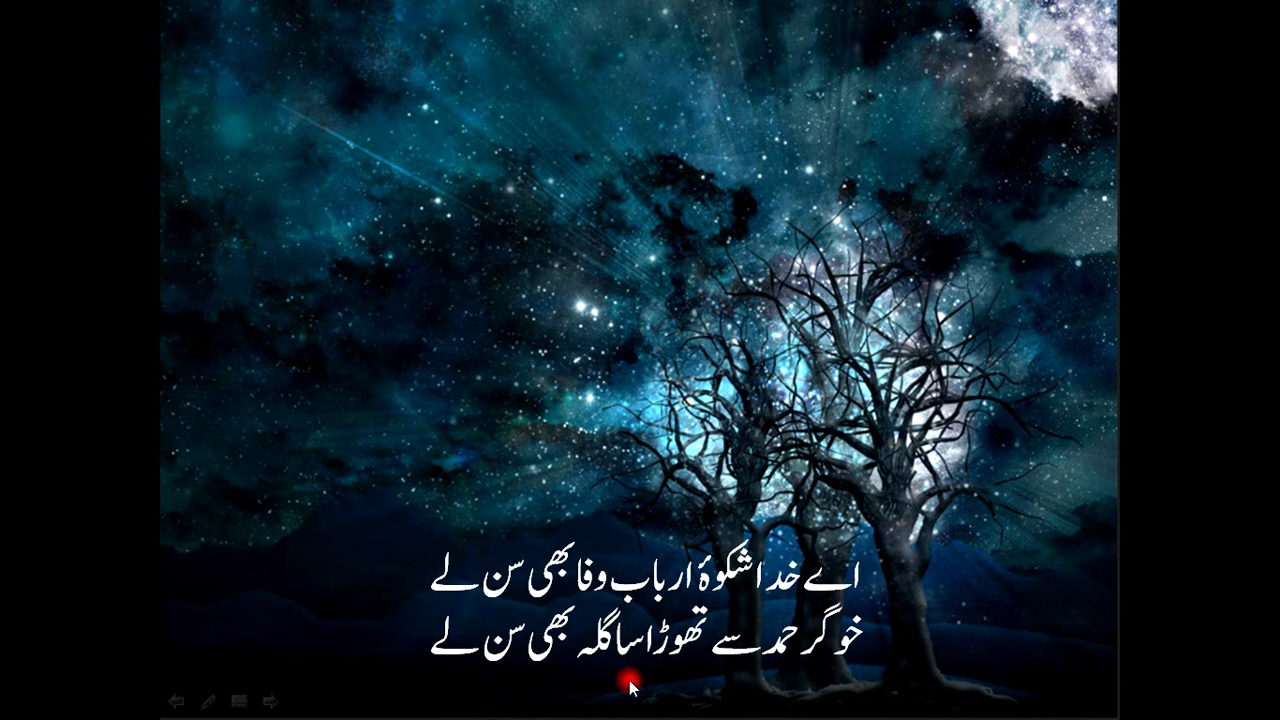 اے خدا شکوۂ ارباب وفا بھی سن لے
خوگر حمد سے تھوڑا سا گلہ بھی سن لے